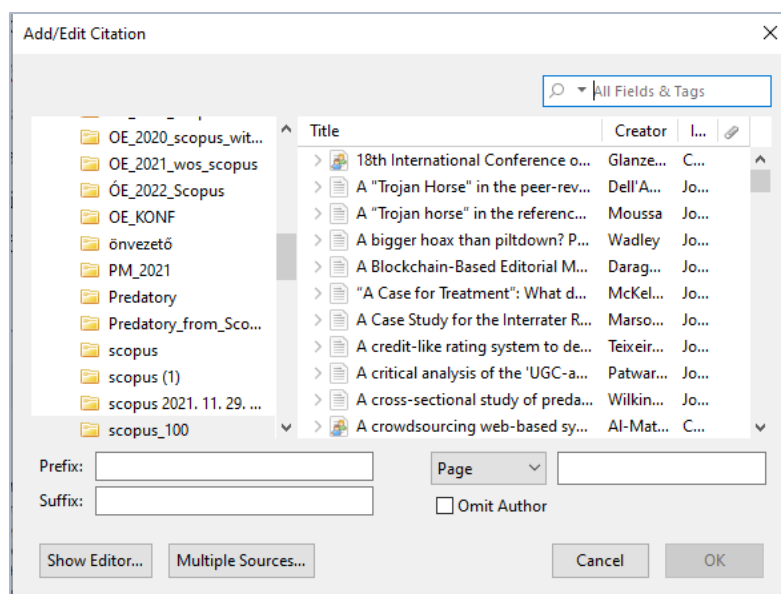 Add/Edit Citation
All Fields & Tags
OE_2020_scopus_wit...
OE_2021_wos_scopus
ÓE_2022_Scopus
OE_KONF
önvezető
PM_2021
Predatory
Predatory_from_Sco...
scopus
scopus (1)
scopus 2021. 11. 29. ...
scopus_100
Title Creator I...
18th International Conference o... Glanze... C...
A "Trojan Horse" in the peer-rev... Dell'A... Jo...
A “Trojan horse” in the referenc... Moussa Jo...
A bigger hoax than piltdown? P... Wadley Jo...
A Blockchain-Based Editorial M... Darag... Jo...
“A Case for Treatment”: What d... McKel... Jo...
A Case Study for the Interrater R... Marso... Jo...
A credit-like rating system to de... Teixeir... Jo...
A critical analysis of the 'UGC-a... Patwar... Jo...
A cross-sectional study of preda... Wilkin... Jo...
A crowdsourcing web-based sy... Al-Mat... C...
Prefix:
Page
Suffix:
Omit Author
Show Editor... Multiple Sources... Cancel OK